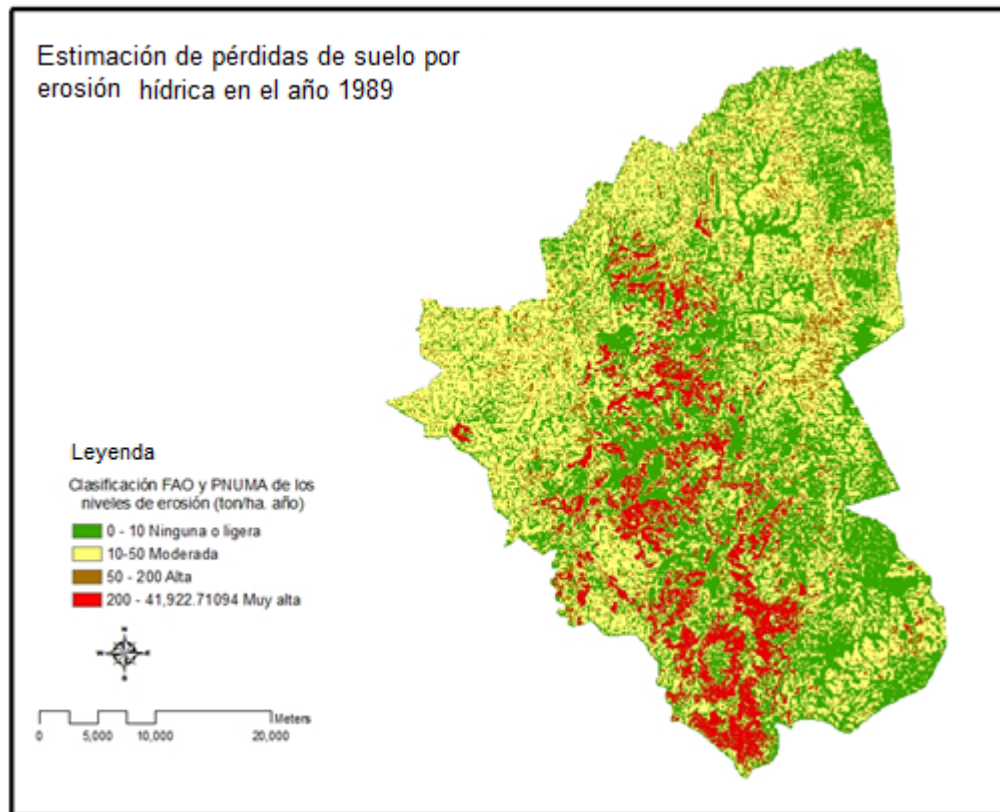 Estimación de pérdidas de suelo por
erosión hídrica en el año 1989
Leyenda
Clasificación FAO y PNUMA de los
niveles de erosión (ton/ha. año)
0 - 10 Ninguna o ligera
10-50 Moderada
50 - 200 Alta
200 - 41,922.71094 Muy alta
Meters
0 5,000 10,000 20,000